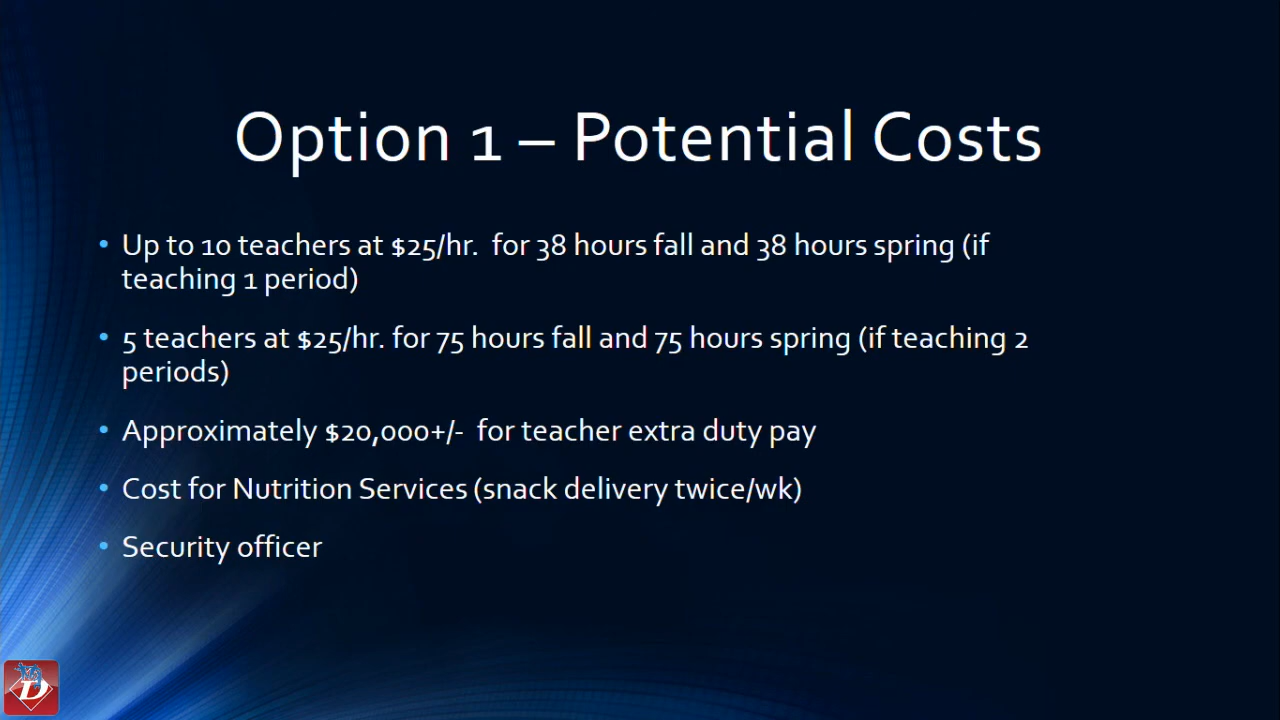 Option 1 – Potential Costs
• Up to 10 teachers at $25/hr.  for 38 hours fall and 38 hours spring (if
teaching 1 period)
• 5 teachers at $25/hr. for 75 hours fall and 75 hours spring (if teaching 2
periods)
• Approximately $20,000+/-  for teacher extra duty pay
• Cost for Nutrition Services (snack delivery twice/wk)
• Security officer
My
D